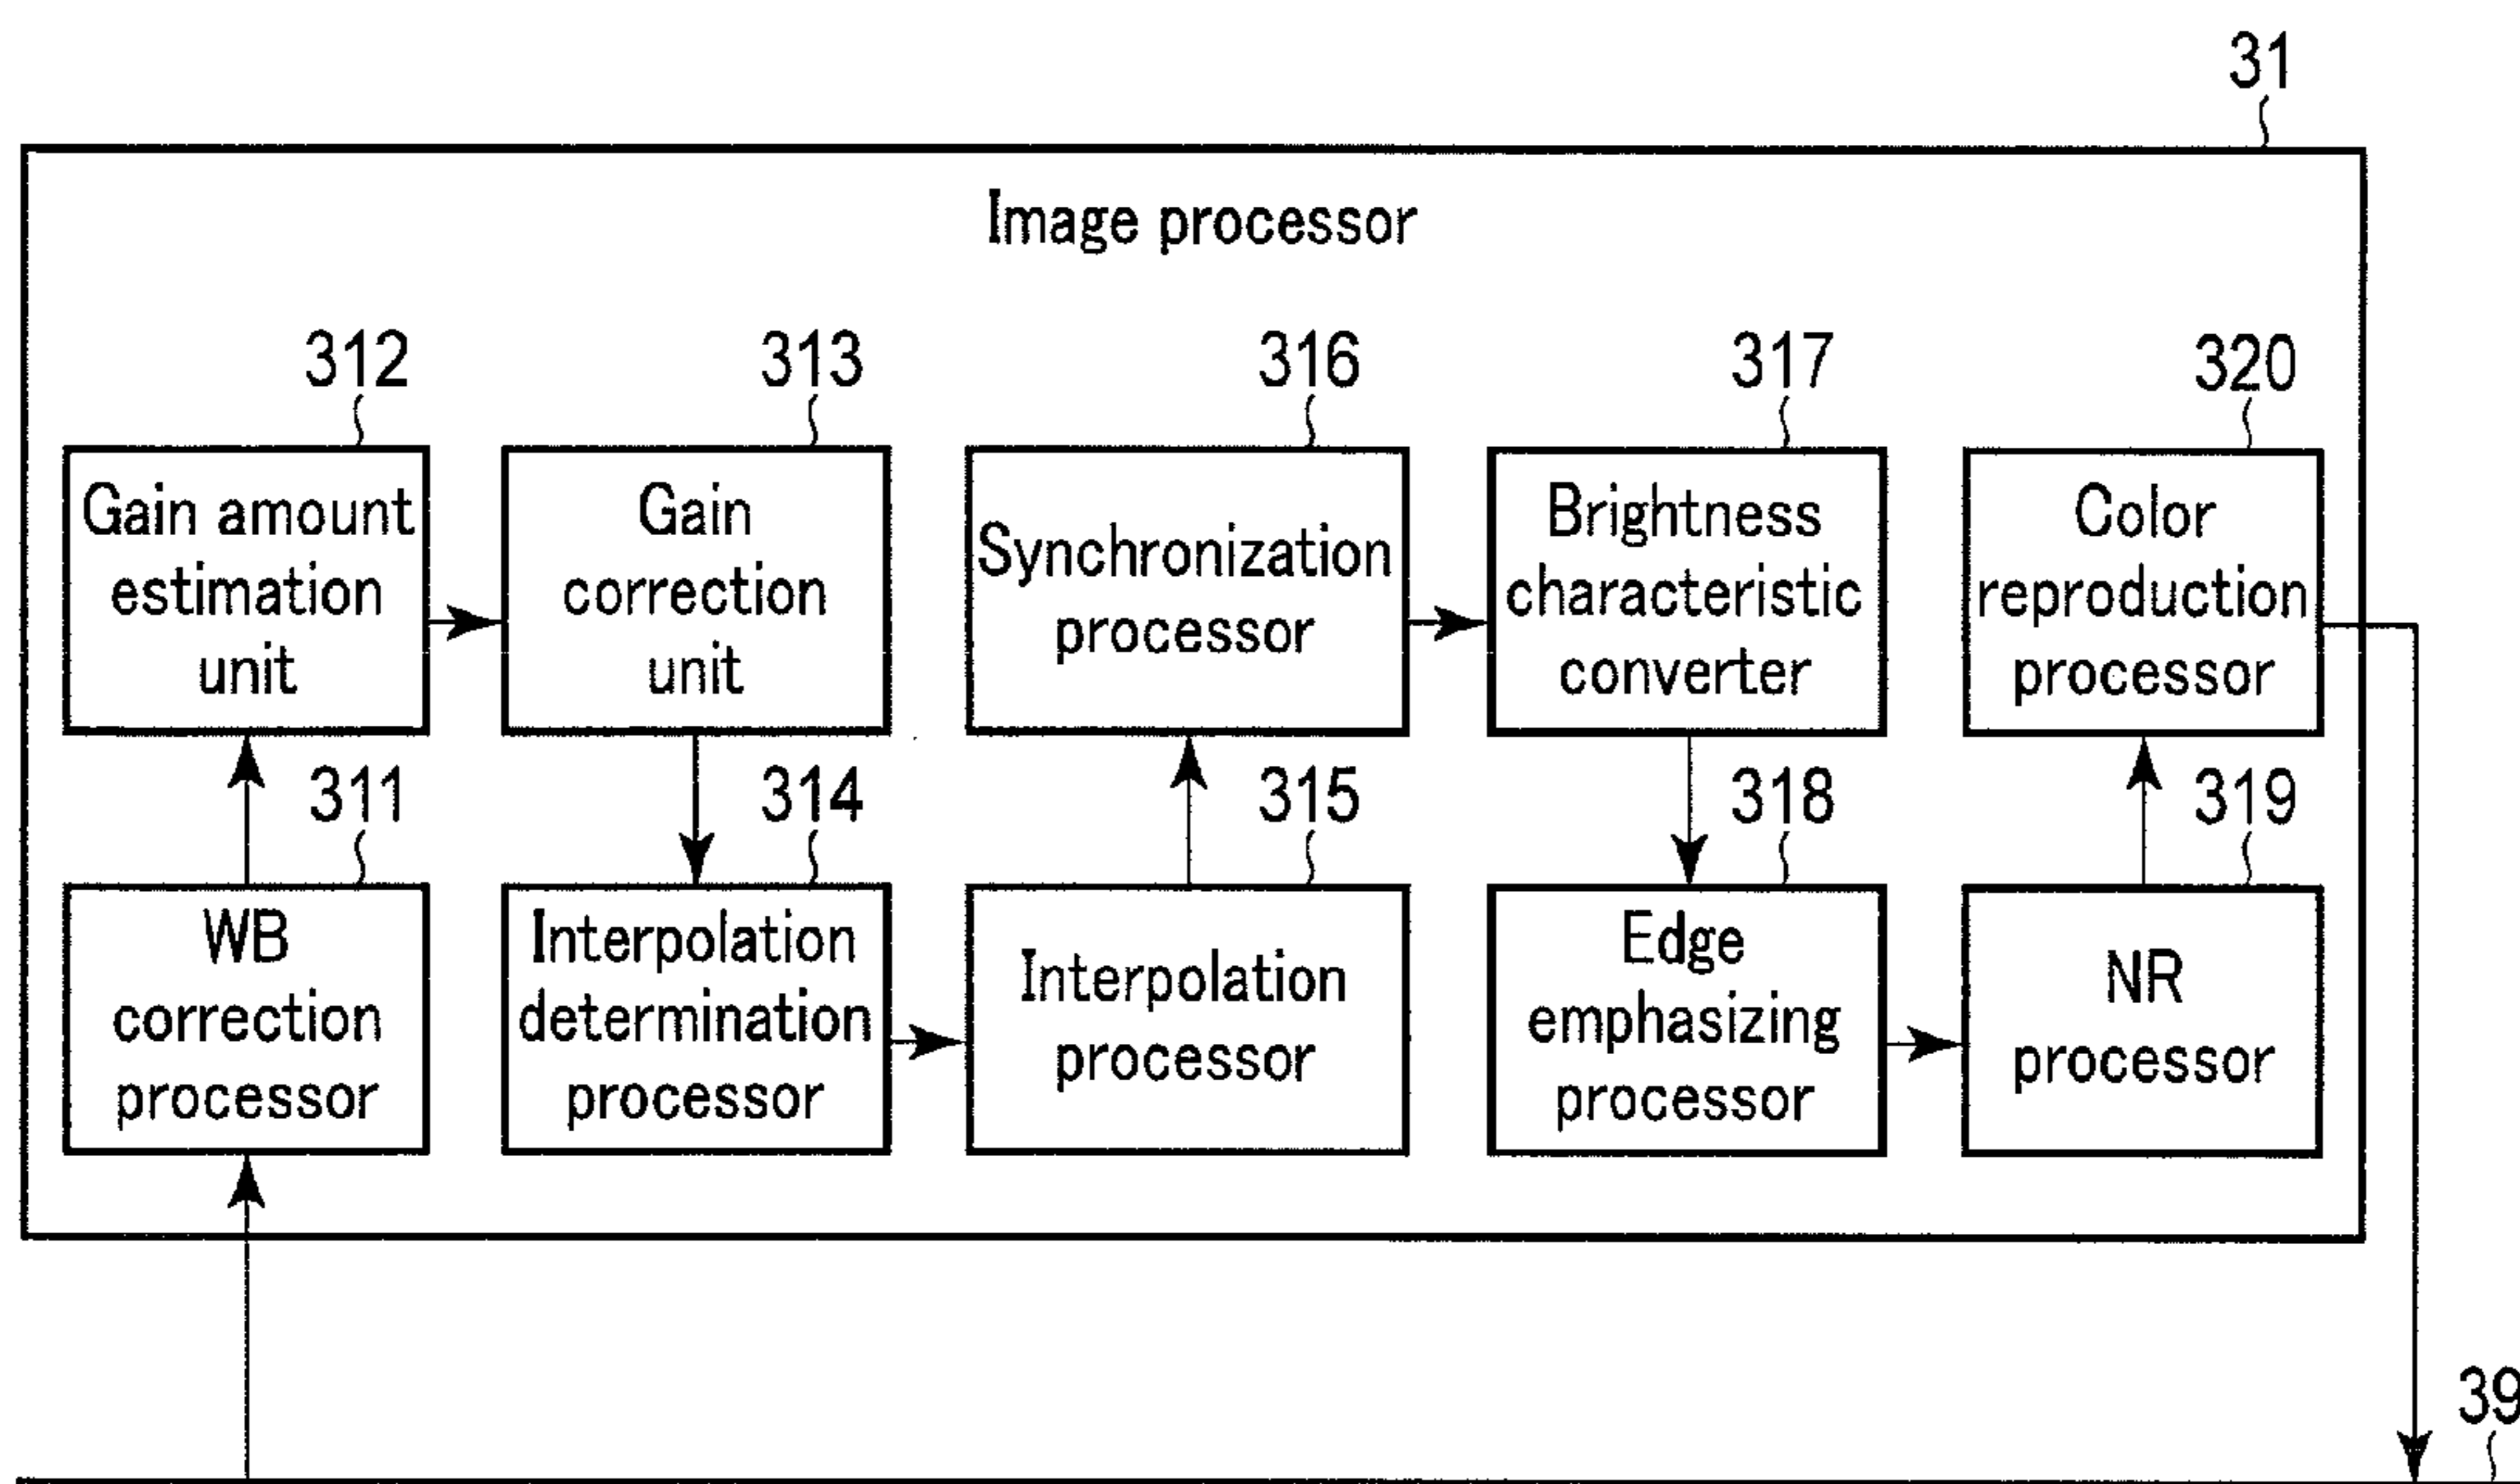 31
Image processor
312
313
316
317
320
Gain amount
estimation
unit
Gain
correction
unit
Synchronization
processor
Brightness
characteristic
converter
Color
reproduction
processor
311
314
315
318
319
WB
correction
processor
Interpolation
determination
processor
Interpolation
processor
Edge
emphasizing
processor
NR
processor
39